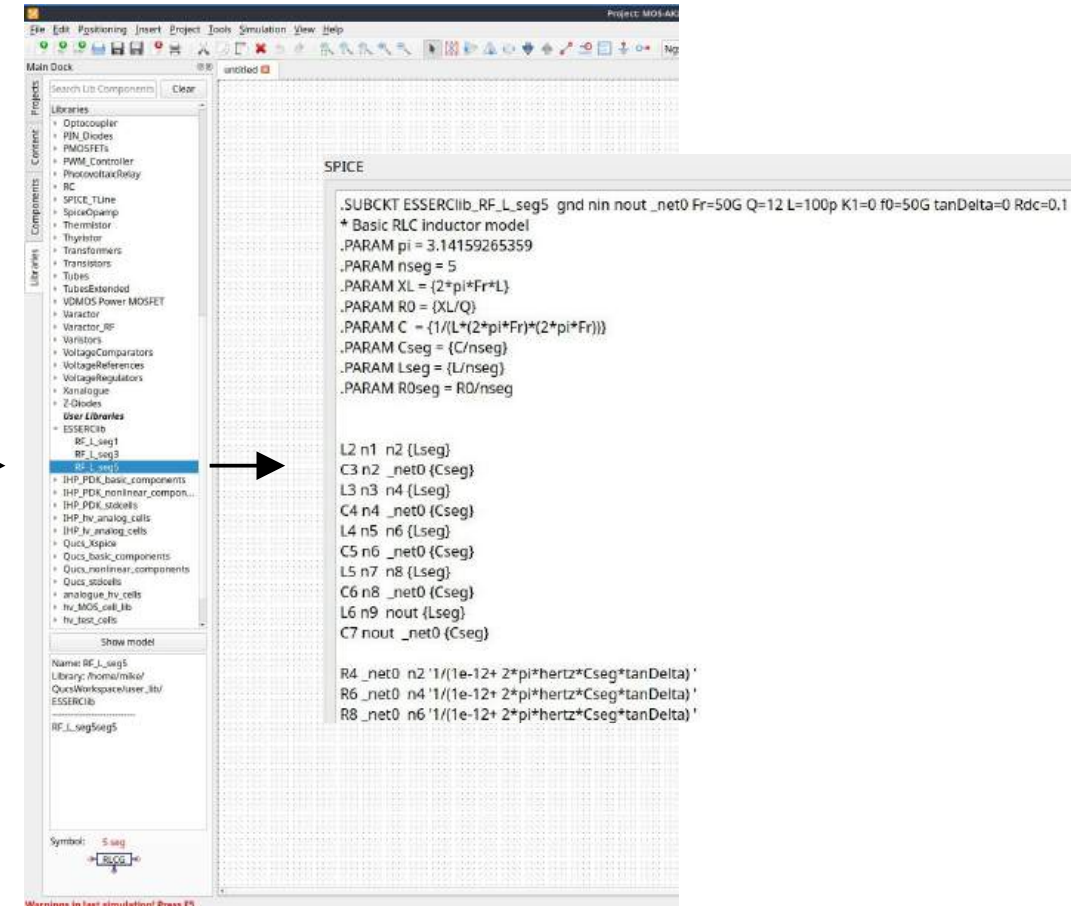 Project: MOS-AK
File Edit Positioning Insert Project Tools Simulation View Help
Main Dock
untitled
Projects
Content
Components
Libraries
Search Lib Components
Clear
Libraries
Optocoupler
PIN_Diodes
PMOSFETs
PWM_Controller
PhotovoltaicRelay
RC
SPICE_TLine
SpiceOpamp
Thermistor
Thyristor
Transformers
Transistors
Tubes
TubesExtended
VDMOS Power MOSFET
Varactor
Varactor_RF
Varistors
VoltageComparators
VoltageReferences
VoltageRegulators
Xanalogue
Z-Diodes
User Libraries
ESSERClib
RF_L_seg1
RF_L_seg3
RF_L_seg5
IHP_PDK_basic_components
IHP_PDK_nonlinear_compon...
IHP_PDK_stdcells
IHP_hv_analog_cells
IHP_lv_analog_cells
Qucs_Xspice
Qucs_basic_components
Qucs_nonlinear_components
Qucs_stdcells
analogue_hv_cells
hv_MOS_cell_lib
hv_test_cells
Show model
Name: RF_L_seg5
Library: /home/mike/
QucsWorkspace/user_lib/
ESSERClib
RF_L_seg5seg5
Symbol: 5 seg
RLCG
Warnings in last simulation! Press F5
SPICE
.SUBCKT ESSERClib_RF_L_seg5 gnd nin nout _net0 Fr=50G Q=12 L=100p K1=0 f0=50G tanDelta=0 Rdc=0.1
* Basic RLC inductor model
.PARAM pi = 3.14159265359
.PARAM nseg = 5
.PARAM XL = {2*pi*Fr*L}
.PARAM R0 = {XL/Q}
.PARAM C = {1/(L*(2*pi*Fr)*(2*pi*Fr))}
.PARAM Cseg = {C/nseg}
.PARAM Lseg = {L/nseg}
.PARAM R0seg = R0/nseg
L2 n1 n2 {Lseg}
C3 n2 _net0 {Cseg}
L3 n3 n4 {Lseg}
C4 n4 _net0 {Cseg}
L4 n5 n6 {Lseg}
C5 n6 _net0 {Cseg}
L5 n7 n8 {Lseg}
C6 n8 _net0 {Cseg}
L6 n9 nout {Lseg}
C7 nout _net0 {Cseg}
R4 _net0 n2 '1/(1e-12+ 2*pi*hertz*Cseg*tanDelta) '
R6 _net0 n4 '1/(1e-12+ 2*pi*hertz*Cseg*tanDelta) '
R8 _net0 n6 '1/(1e-12+ 2*pi*hertz*Cseg*tanDelta) '